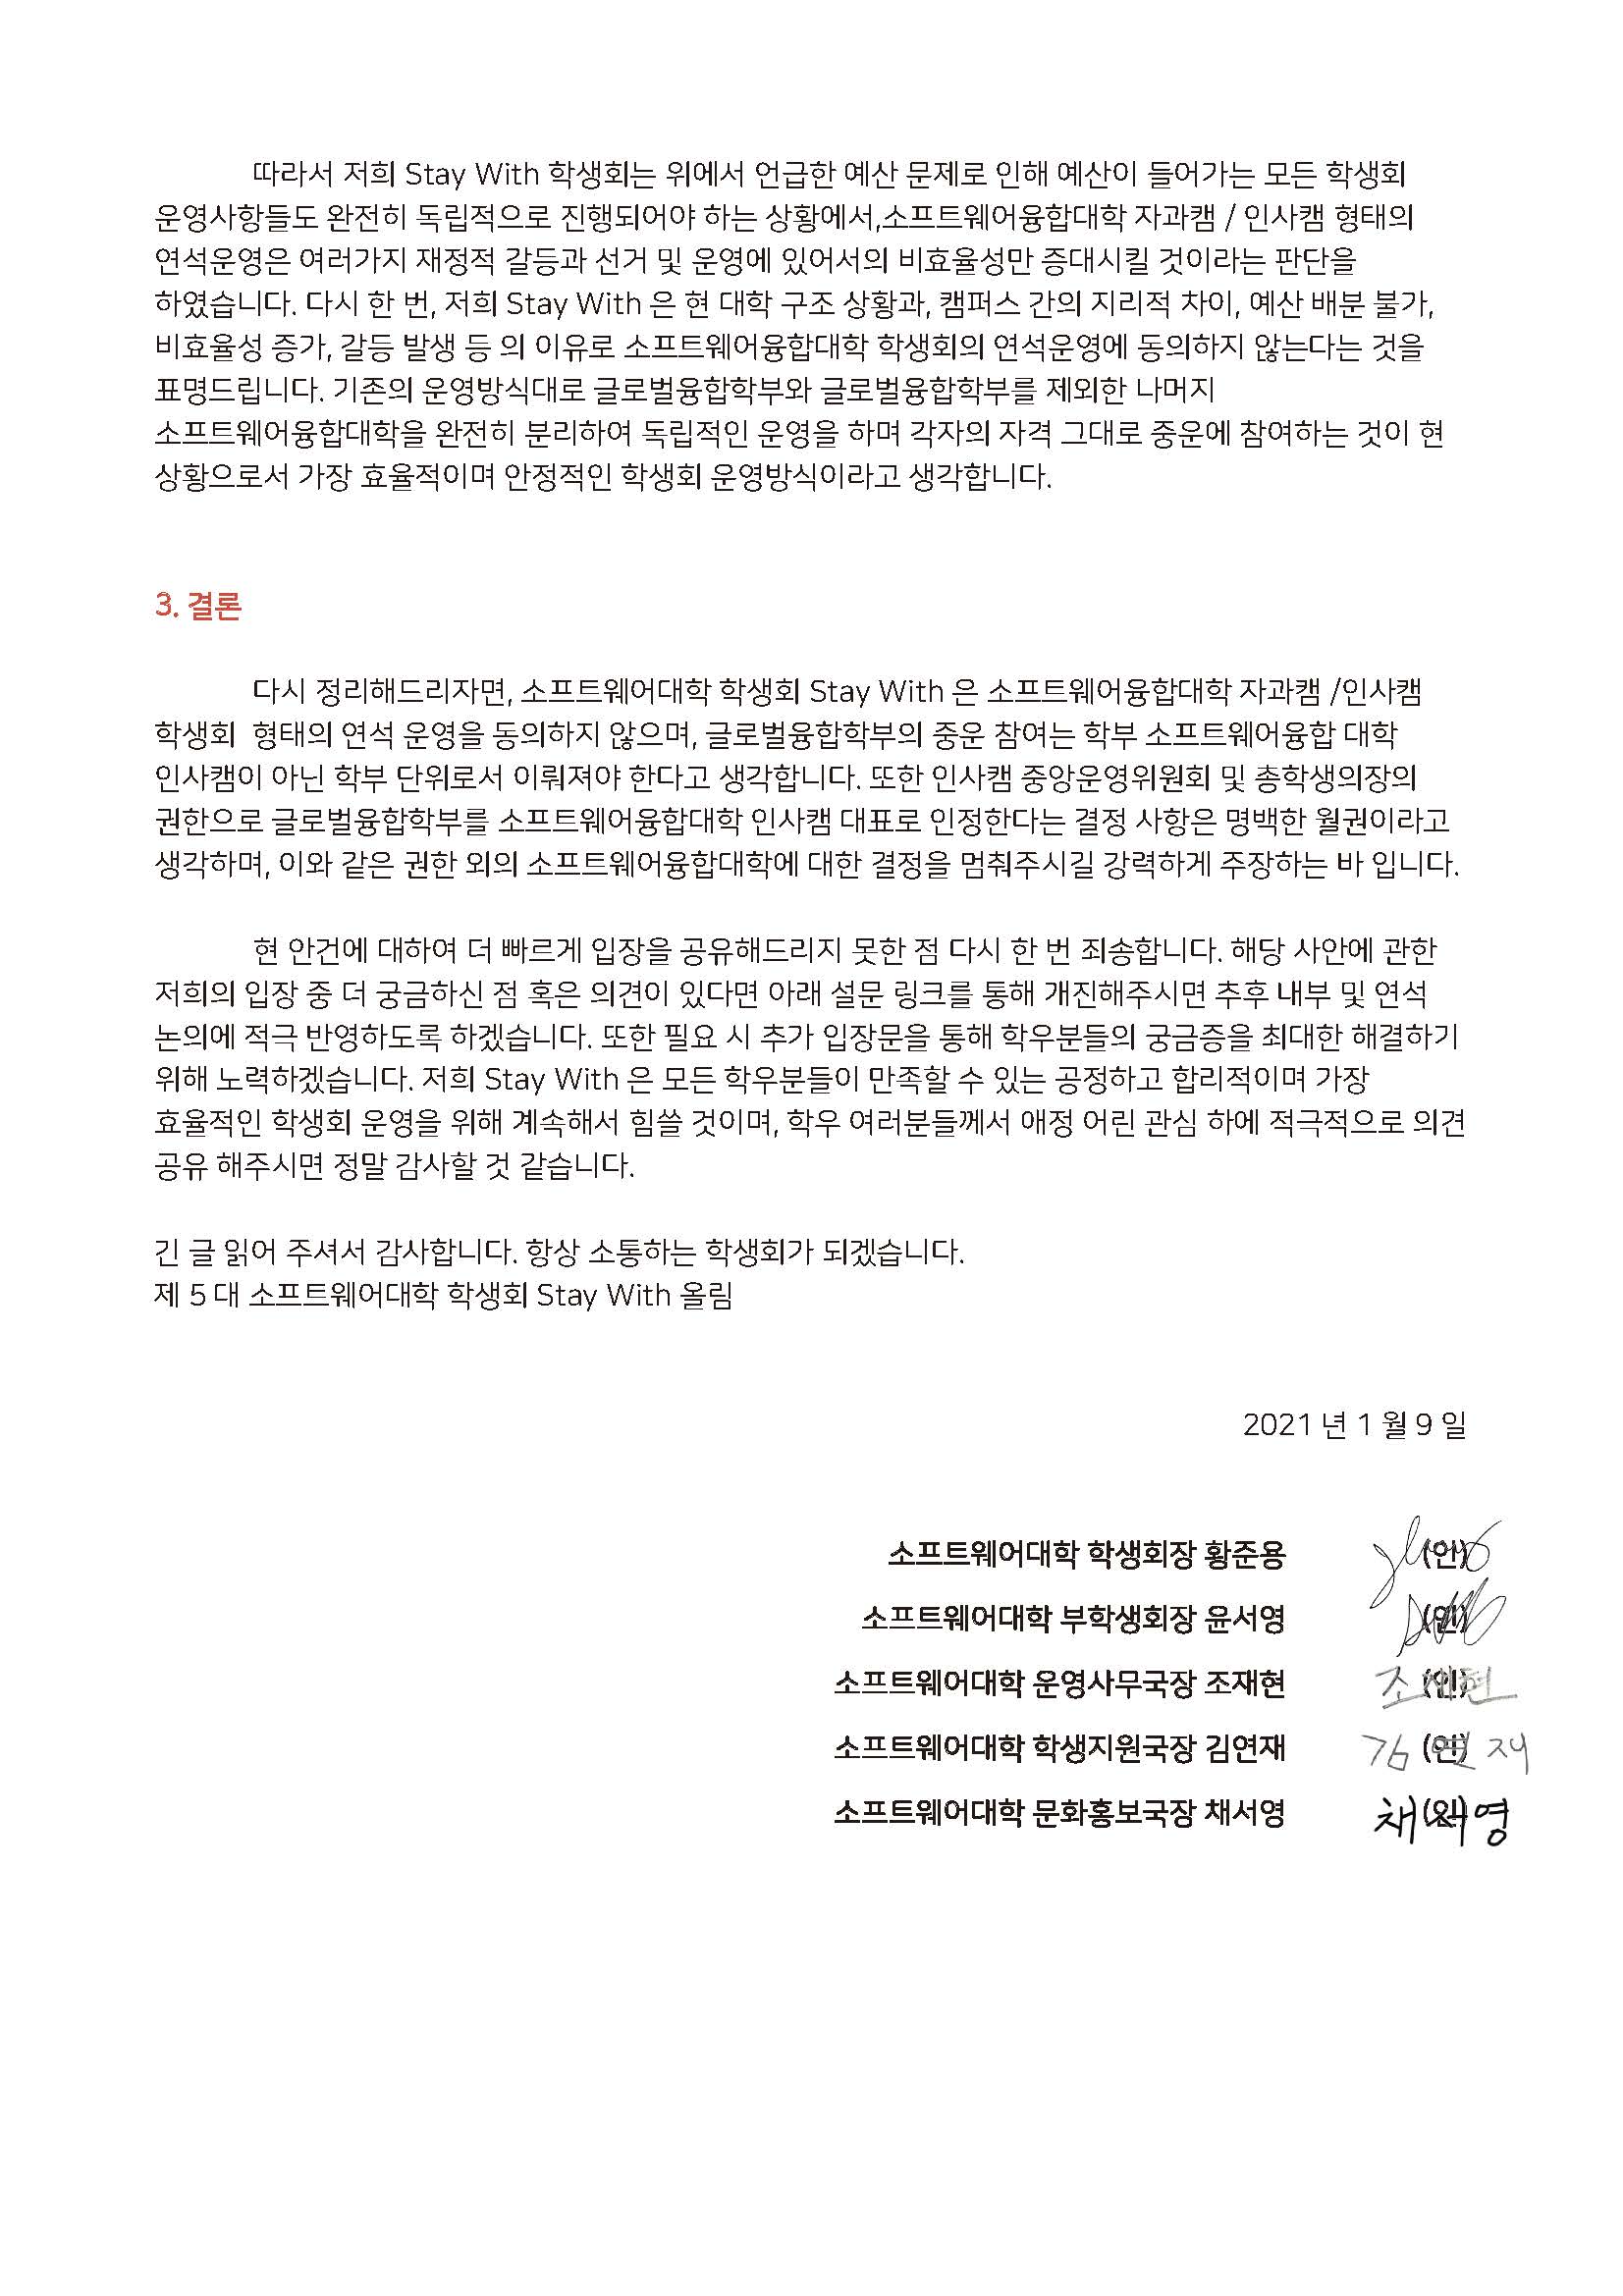 따라서 저희 Stay With 학생회는 위에서 언급한 예산 문제로 인해 예산이 들어가는 모든 학생회
운영사항들도 완전히 독립적으로 진행되어야 하는 상황에서,소프트웨어융합대학 자과캠 / 인사캠 형태의
연석운영은 여러가지 재정적 갈등과 선거 및 운영에 있어서의 비효율성만 증대시킬 것이라는 판단을
하였습니다. 다시 한 번, 저희 Stay With 은 현 대학 구조 상황과, 캠퍼스 간의 지리적 차이, 예산 배분 불가,
비효율성 증가, 갈등 발생 등 의 이유로 소프트웨어융합대학 학생회의 연석운영에 동의하지 않는다는 것을
표명드립니다. 기존의 운영방식대로 글로벌융합학부와 글로벌융합학부를 제외한 나머지
소프트웨어융합대학을 완전히 분리하여 독립적인 운영을 하며 각자의 자격 그대로 중운에 참여하는 것이 현
상황으로서 가장 효율적이며 안정적인 학생회 운영방식이라고 생각합니다.
3. 결론
다시 정리해드리자면, 소프트웨어대학 학생회 Stay With 은 소프트웨어융합대학 자과캠 /인사캠
학생회 형태의 연석 운영을 동의하지 않으며, 글로벌융합학부의 중운 참여는 학부 소프트웨어융합 대학
인사캠이 아닌 학부 단위로서 이뤄져야 한다고 생각합니다. 또한 인사캠 중앙운영위원회 및 총학생의장의
권한으로 글로벌융합학부를 소프트웨어융합대학 인사캠 대표로 인정한다는 결정 사항은 명백한 월권이라고
생각하며, 이와 같은 권한 외의 소프트웨어융합대학에 대한 결정을 멈춰주시길 강력하게 주장하는 바 입니다.
현 안건에 대하여 더 빠르게 입장을 공유해드리지 못한 점 다시 한 번 죄송합니다. 해당 사안에 관한
저희의 입장 중 더 궁금하신 점 혹은 의견이 있다면 아래 설문 링크를 통해 개진해주시면 추후 내부 및 연석
논의에 적극 반영하도록 하겠습니다. 또한 필요 시 추가 입장문을 통해 학우분들의 궁금증을 최대한 해결하기
위해 노력하겠습니다. 저희 Stay With 은 모든 학우분들이 만족할 수 있는 공정하고 합리적이며 가장
효율적인 학생회 운영을 위해 계속해서 힘쓸 것이며, 학우 여러분들께서 애정 어린 관심 하에 적극적으로 의견
공유 해주시면 정말 감사할 것 같습니다.
긴 글 읽어 주셔서 감사합니다. 항상 소통하는 학생회가 되겠습니다.
제 5 대 소프트웨어대학 학생회 Stay With 올림
2021 년 1 월 9 일
소프트웨어대학 학생회장 황준용 (인)
소프트웨어대학 부학생회장 윤서영 (인)
소프트웨어대학 운영사무국장 조재현 (인) 조재현
소프트웨어대학 학생지원국장 김연재 (인) 김연재
소프트웨어대학 문화홍보국장 채서영 (인) 채서영